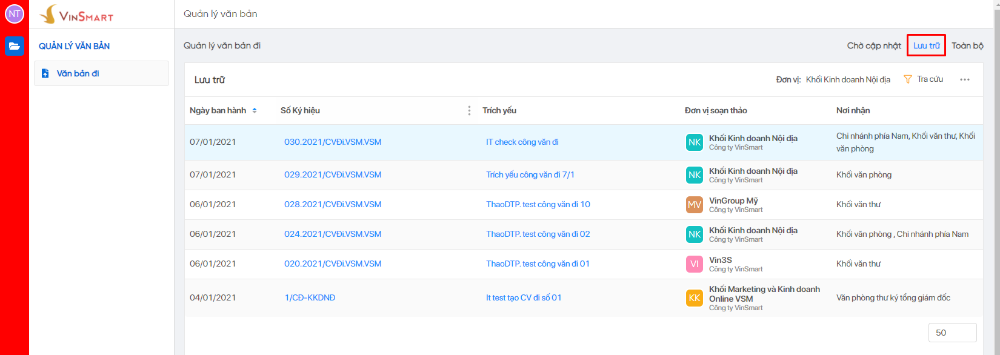 NT
VINSMART
Quản lý văn bản
QUẢN LÝ VĂN BẢN
Văn bản đi
Quản lý văn bản đi
Chờ cập nhật Lưu trữ Toàn bộ
Lưu trữ
Đơn vị: Khối Kinh doanh Nội địa Tra cứu
Ngày ban hành Số Ký hiệu Trích yếu Đơn vị soạn thảo Nơi nhận
07/01/2021 030.2021/CVĐi.VSM.VSM IT check công văn đi NK Khối Kinh doanh Nội địa
Công ty VinSmart
Chi nhánh phía Nam, Khối văn thư, Khối
văn phòng
07/01/2021 029.2021/CVĐi.VSM.VSM Trích yếu công văn đi 7/1 NK Khối Kinh doanh Nội địa
Công ty VinSmart
Khối văn phòng
06/01/2021 028.2021/CVĐi.VSM.VSM ThaoDTP. test công văn đi 10 MV VinGroup Mỹ
Công ty VinSmart
Khối văn thư
06/01/2021 024.2021/CVĐi.VSM.VSM ThaoDTP. test công văn đi 02 NK Khối Kinh doanh Nội địa
Công ty VinSmart
Khối văn phòng , Chi nhánh phía Nam
06/01/2021 020.2021/CVĐi.VSM.VSM ThaoDTP. test công văn đi 01 VI Vin3S
Công ty VinSmart
Khối văn thư
04/01/2021 1/CĐ-KKDNĐ It test tạo CV đi số 01 KK Khối Marketing và Kinh doanh
Online VSM
Công ty VinSmart
Văn phòng thư ký tổng giám đốc
50